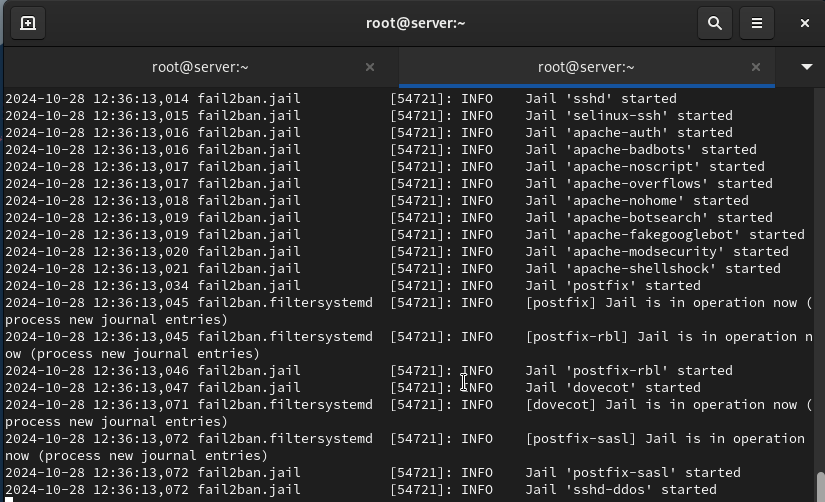 root@server:~
root@server:~
root@server:~
2024-10-28 12:36:13,014 fail2ban.jail           [54721]: INFO    Jail 'sshd' started
2024-10-28 12:36:13,015 fail2ban.jail           [54721]: INFO    Jail 'selinux-ssh' started
2024-10-28 12:36:13,016 fail2ban.jail           [54721]: INFO    Jail 'apache-auth' started
2024-10-28 12:36:13,016 fail2ban.jail           [54721]: INFO    Jail 'apache-badbots' started
2024-10-28 12:36:13,017 fail2ban.jail           [54721]: INFO    Jail 'apache-noscript' started
2024-10-28 12:36:13,017 fail2ban.jail           [54721]: INFO    Jail 'apache-overflows' started
2024-10-28 12:36:13,018 fail2ban.jail           [54721]: INFO    Jail 'apache-nohome' started
2024-10-28 12:36:13,019 fail2ban.jail           [54721]: INFO    Jail 'apache-botsearch' started
2024-10-28 12:36:13,019 fail2ban.jail           [54721]: INFO    Jail 'apache-fakegooglebot' started
2024-10-28 12:36:13,020 fail2ban.jail           [54721]: INFO    Jail 'apache-modsecurity' started
2024-10-28 12:36:13,021 fail2ban.jail           [54721]: INFO    Jail 'apache-shellshock' started
2024-10-28 12:36:13,034 fail2ban.jail           [54721]: INFO    Jail 'postfix' started
2024-10-28 12:36:13,045 fail2ban.filtersystemd  [54721]: INFO    [postfix] Jail is in operation now (
process new journal entries)
2024-10-28 12:36:13,045 fail2ban.filtersystemd  [54721]: INFO    [postfix-rbl] Jail is in operation n
ow (process new journal entries)
2024-10-28 12:36:13,046 fail2ban.jail           [54721]: INFO    Jail 'postfix-rbl' started
2024-10-28 12:36:13,047 fail2ban.jail           [54721]: INFO    Jail 'dovecot' started
2024-10-28 12:36:13,071 fail2ban.filtersystemd  [54721]: INFO    [dovecot] Jail is in operation now (
process new journal entries)
2024-10-28 12:36:13,072 fail2ban.filtersystemd  [54721]: INFO    [postfix-sasl] Jail is in operation
now (process new journal entries)
2024-10-28 12:36:13,072 fail2ban.jail           [54721]: INFO    Jail 'postfix-sasl' started
2024-10-28 12:36:13,072 fail2ban.jail           [54721]: INFO    Jail 'sshd-ddos' started